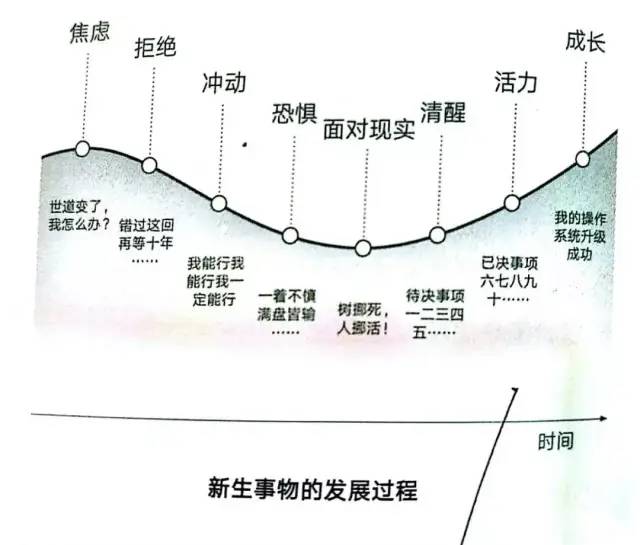 焦虑
拒绝
冲动
恐惧
面对现实
清醒
活力
成长
世道变了，
我怎么办？
错过这回
再等十年
……
我能行我
能行我一
定能行
一着不慎
满盘皆输
……
树挪死，
人挪活！
待决事项
一二三四
五……
已决事项
六七八九
十……
我的操作
系统升级
成功
时间
新生事物的发展过程